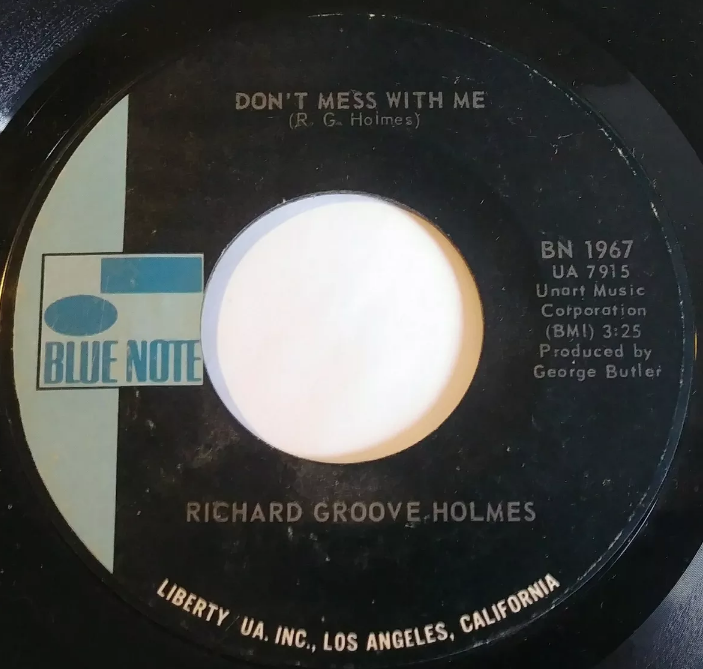 DON'T MESS WITH ME
(R. G. Holmes)
BN 1967
UA 7915
Unart Music
Corporation
(BMI) 3:25
Produced by
George Butler
BLUE NOTE
RICHARD GROOVE HOLMES
LIBERTY UA, INC., LOS ANGELES, CALIFORNIA